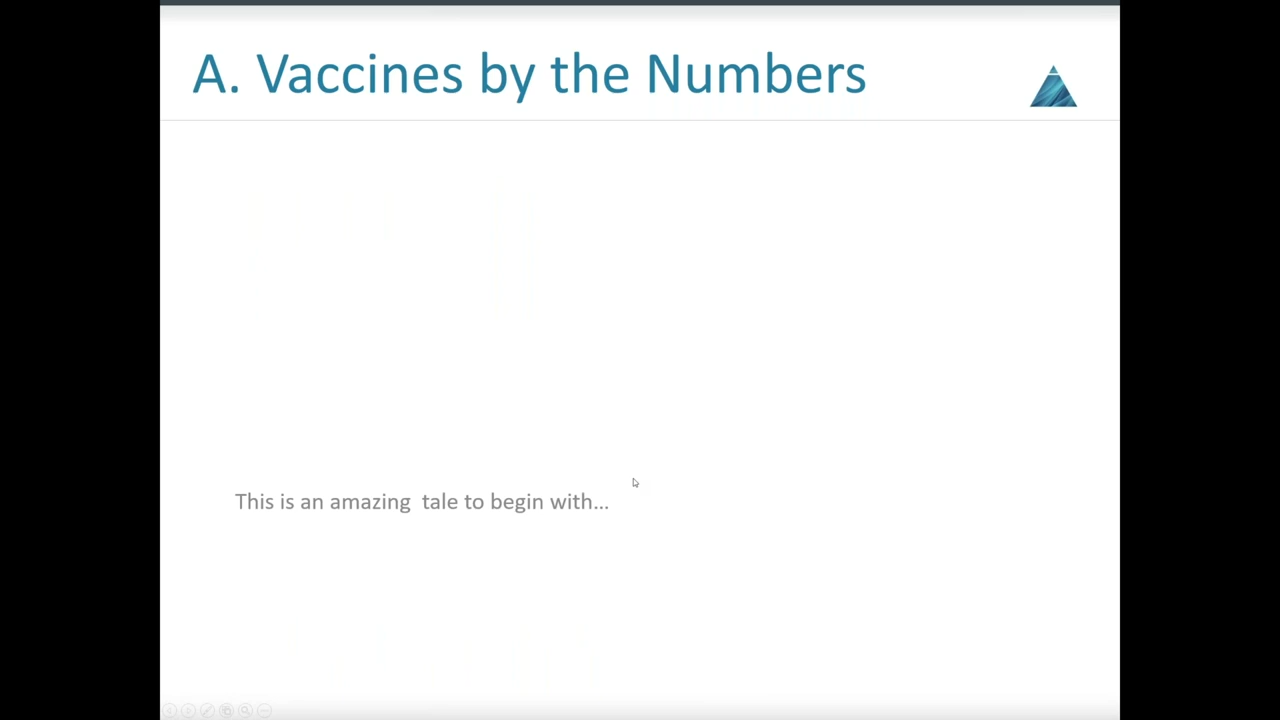 A. Vaccines by the Numbers
This is an amazing  tale to begin with...